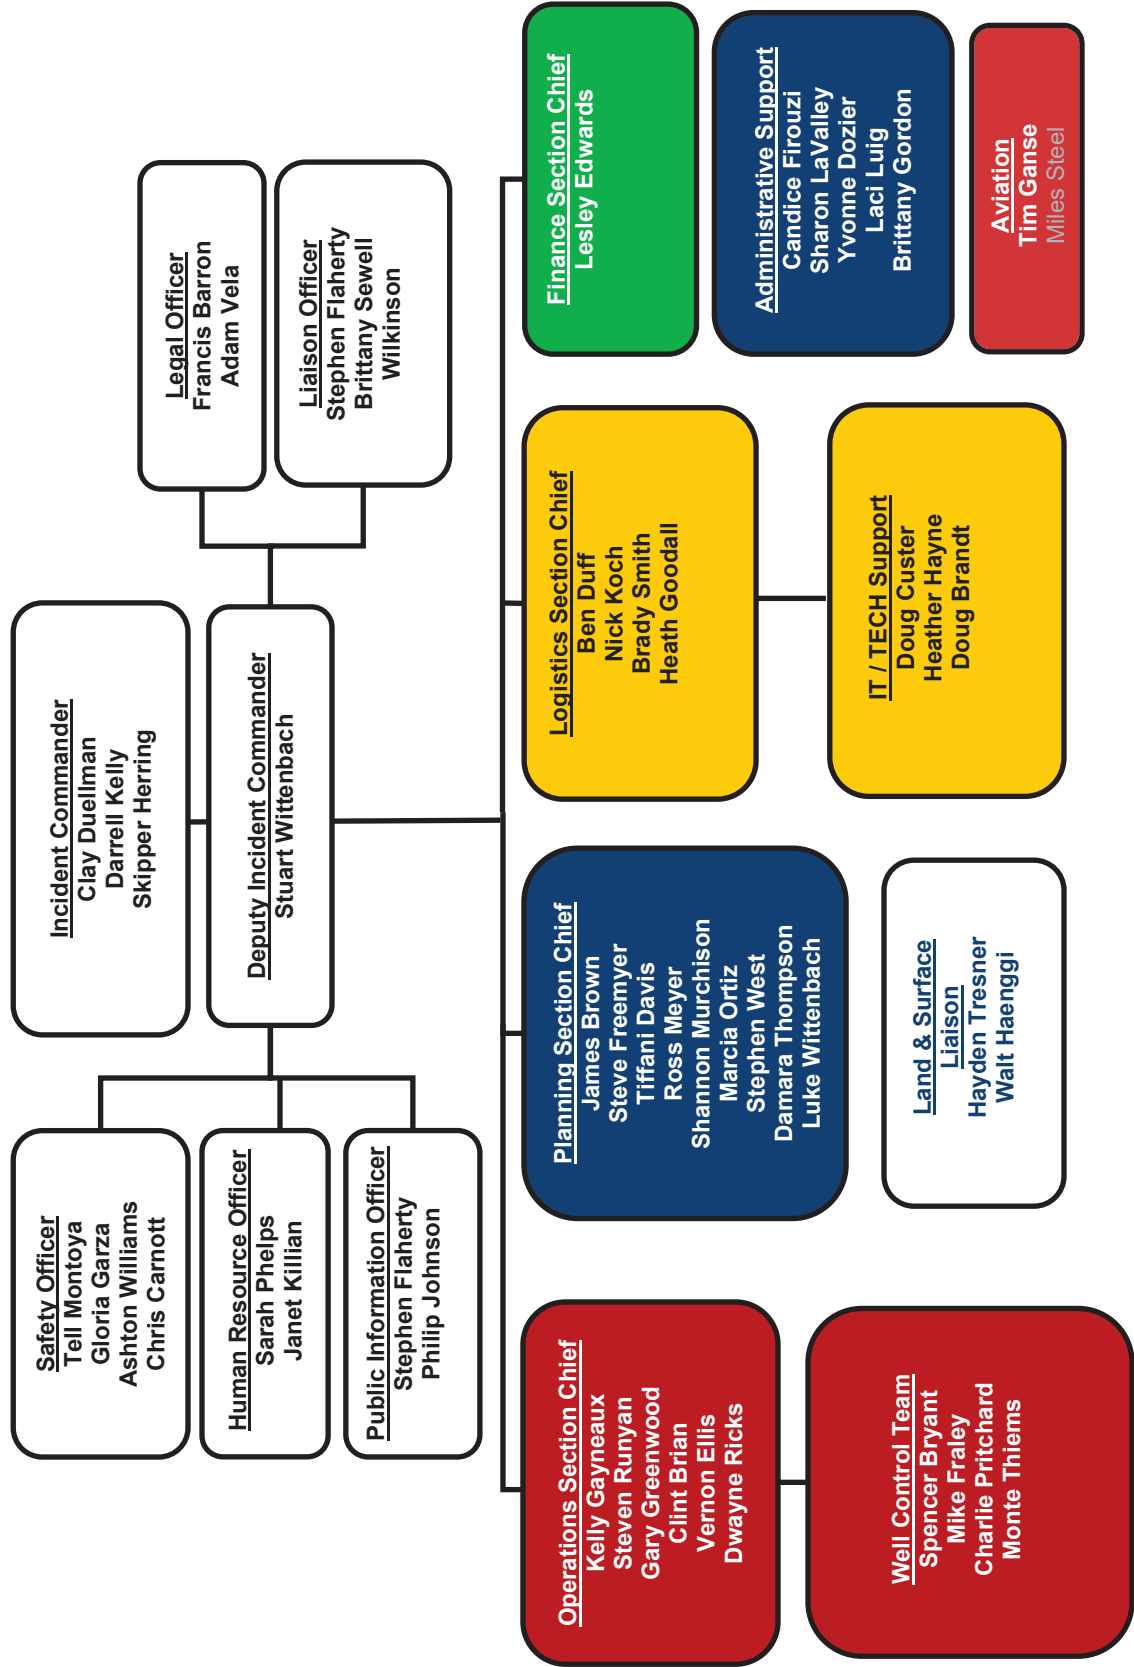 Incident Commander
Clay Duellman
Darrell Kelly
Skipper Herring
Deputy Incident Commander
Stuart Wittenbach
Safety Officer
Tell Montoya
Gloria Garza
Ashton Williams
Chris Carnott
Human Resource Officer
Sarah Phelps
Janet Killian
Public Information Officer
Stephen Flaherty
Philip Johnson
Legal Officer
Francis Barron
Adam Vela
Liaison Officer
Stephen Flaherty
Brittany Sewell
Wilkinson
Operations Section Chief
Kelly Gayneaux
Steven Runyan
Gary Greenwood
Clint Brian
Vernon Ellis
Dwayne Ricks
Well Control Team
Spencer Bryant
Mike Fraley
Charlie Pritchard
Monte Thiems
Planning Section Chief
James Brown
Steve Freemyer
Tiffani Davis
Ross Meyer
Shannon Murchison
Marcia Ortiz
Stephen West
Damara Thompson
Luke Wittenbach
Land & Surface
Liaison
Hayden Tresner
Walt Haenggi
Logistics Section Chief
Ben Duff
Nick Koch
Brady Smith
Heath Goodall
IT / TECH Support
Doug Custer
Heather Hayne
Doug Brandt
Finance Section Chief
Lesley Edwards
Administrative Support
Candice Firouzi
Sharon LaValley
Yvonne Dozier
Laci Luig
Brittany Gordon
Aviation
Tim Ganse
Miles Steel